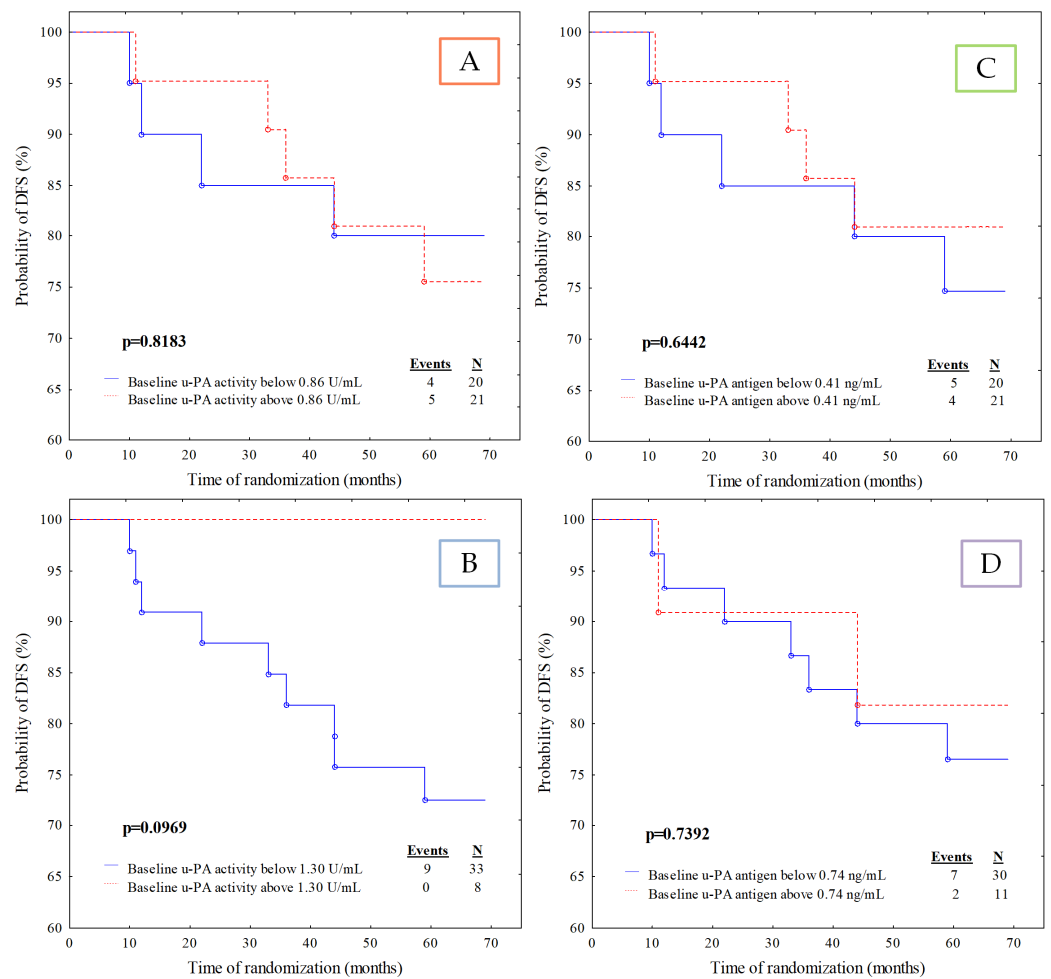 A
Probability of DFS (%)
100
95
90
85
80
75
70
65
60
p=0.8183
Events N
Baseline u-PA activity below 0.86 U/mL 4 20
Baseline u-PA activity above 0.86 U/mL 5 21
0 10 20 30 40 50 60 70
Time of randomization (months)
C
Probability of DFS (%)
100
95
90
85
80
75
70
65
60
p=0.6442
Events N
Baseline u-PA antigen below 0.41 ng/mL 5 20
Baseline u-PA antigen above 0.41 ng/mL 4 21
0 10 20 30 40 50 60 70
Time of randomization (months)
B
Probability of DFS (%)
100
95
90
85
80
75
70
65
60
p=0.0969
Events N
Baseline u-PA activity below 1.30 U/mL 9 33
Baseline u-PA activity above 1.30 U/mL 0 8
0 10 20 30 40 50 60 70
Time of randomization (months)
D
Probability of DFS (%)
100
95
90
85
80
75
70
65
60
p=0.7392
Events N
Baseline u-PA antigen below 0.74 ng/mL 7 30
Baseline u-PA antigen above 0.74 ng/mL 2 11
0 10 20 30 40 50 60 70
Time of randomization (months)